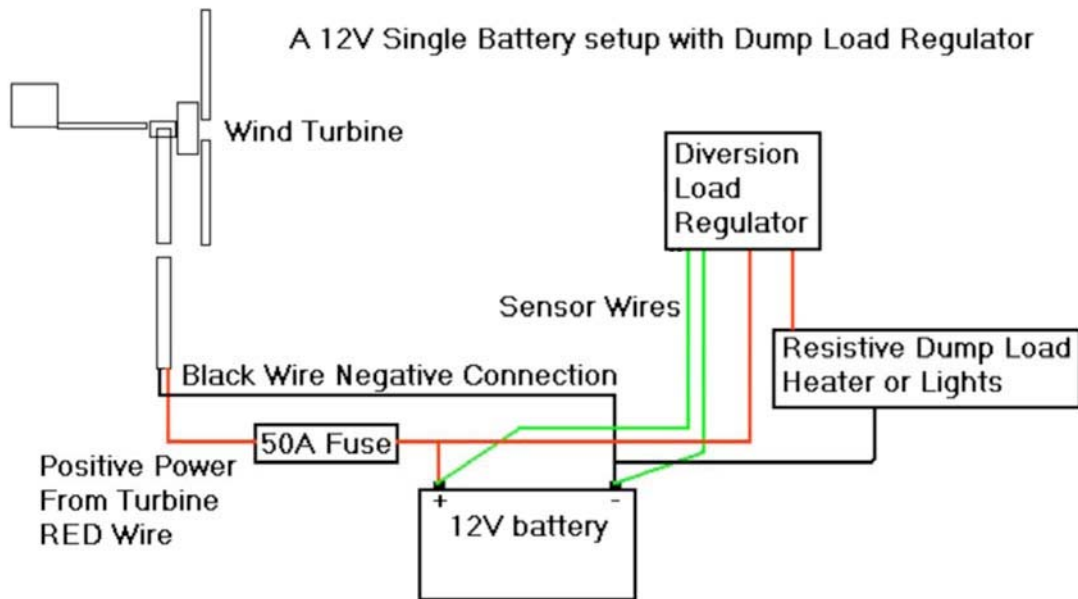 A 12V Single Battery setup with Dump Load Regulator
Wind Turbine
Diversion
Load
Regulator
Sensor Wires
Resistive Dump Load
Heater or Lights
Black Wire Negative Connection
50A Fuse
Positive Power
From Turbine
RED Wire
+ -
12V battery